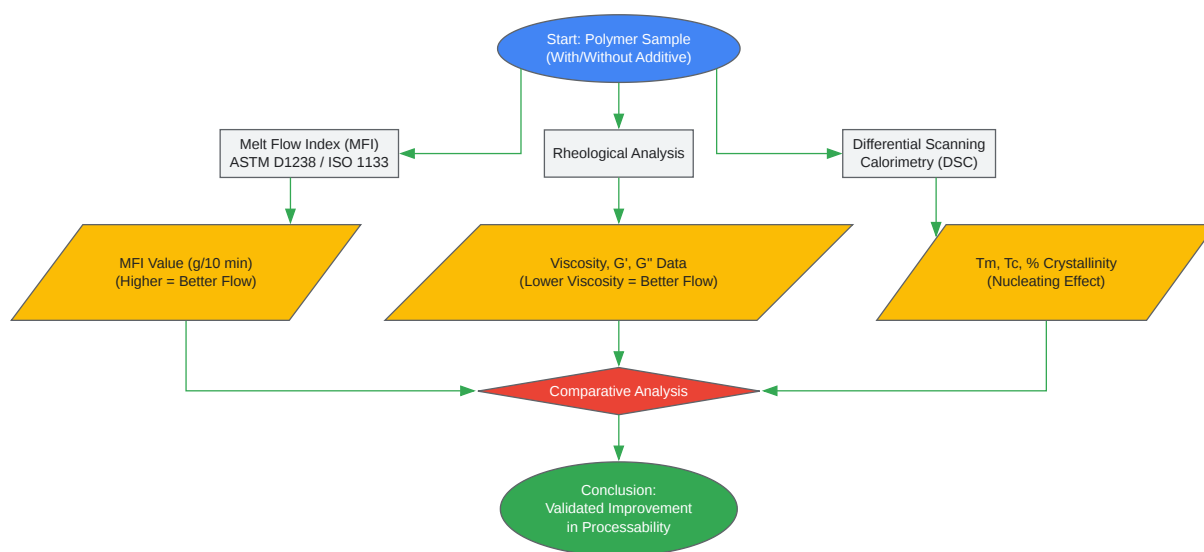 Start: Polymer Sample
(With/Without Additive)
Melt Flow Index (MFI)
ASTM D1238 / ISO 1133
Rheological Analysis
Differential Scanning
Calorimetry (DSC)
MFI Value (g/10 min)
(Higher = Better Flow)
Viscosity, G', G'' Data
(Lower Viscosity = Better Flow)
Tm, Tc, % Crystallinity
(Nucleating Effect)
Comparative Analysis
Conclusion:
Validated Improvement
in Processability